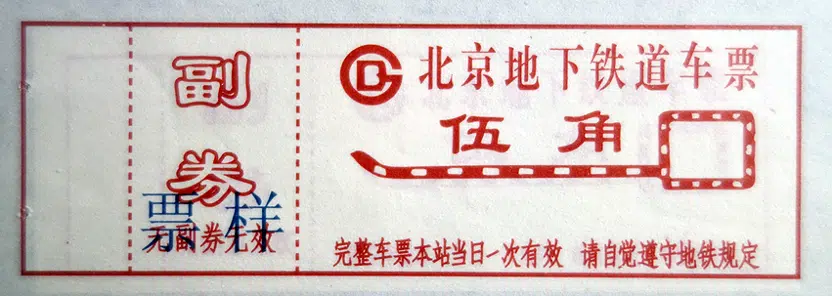 副
券
票样
无副券无效
北京地下铁道车票
伍角
完整车票本站当日一次有效 请自觉遵守地铁规定